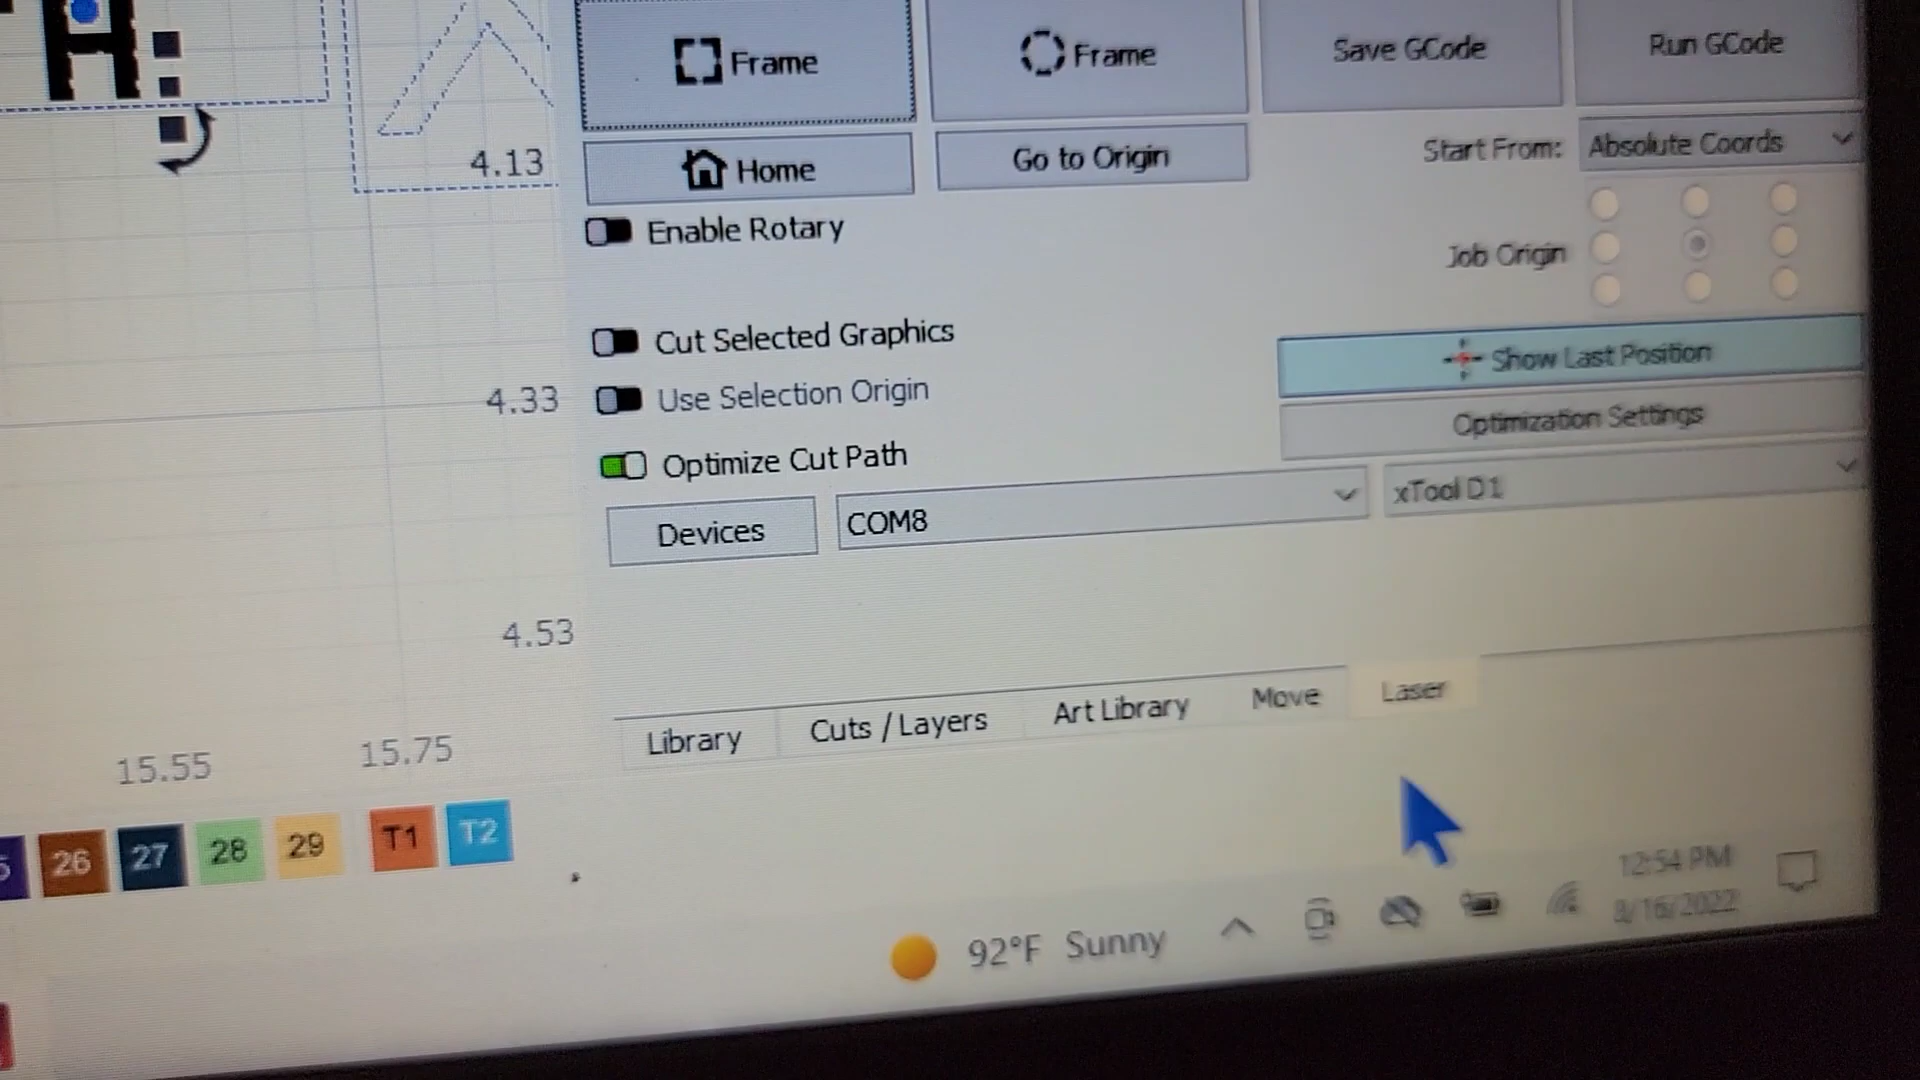 H
Frame
Frame
Save GCode
Run GCode
4.13
Home
Go to Origin
Start From:
Absolute Coords
Enable Rotary
Job Origin
Cut Selected Graphics
Show Last Position
4.33
Use Selection Origin
Optimization Settings
Optimize Cut Path
Devices
COM8
xTool D1
4.53
Library
Cuts / Layers
Art Library
Move
Laser
15.55
15.75
26
27
28
29
T1
T2
92°F Sunny
12:54 PM
8/16/2022